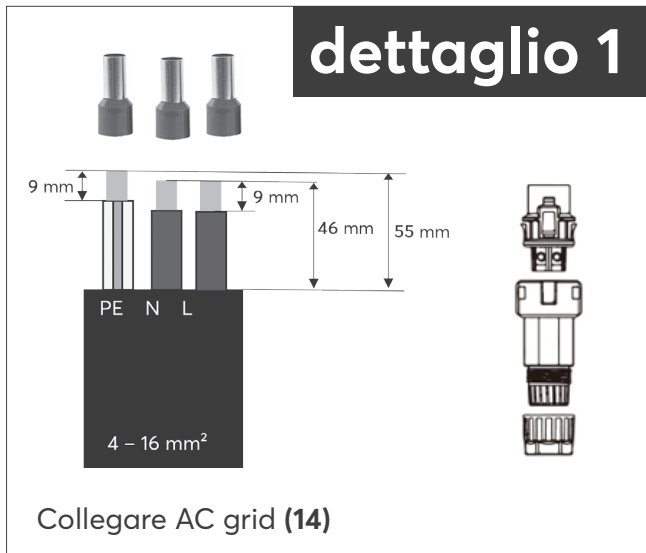 dettaglio 1
9 mm
9 mm
46 mm
55 mm
PE N L
4 – 16 mm²
Collegare AC grid (14)